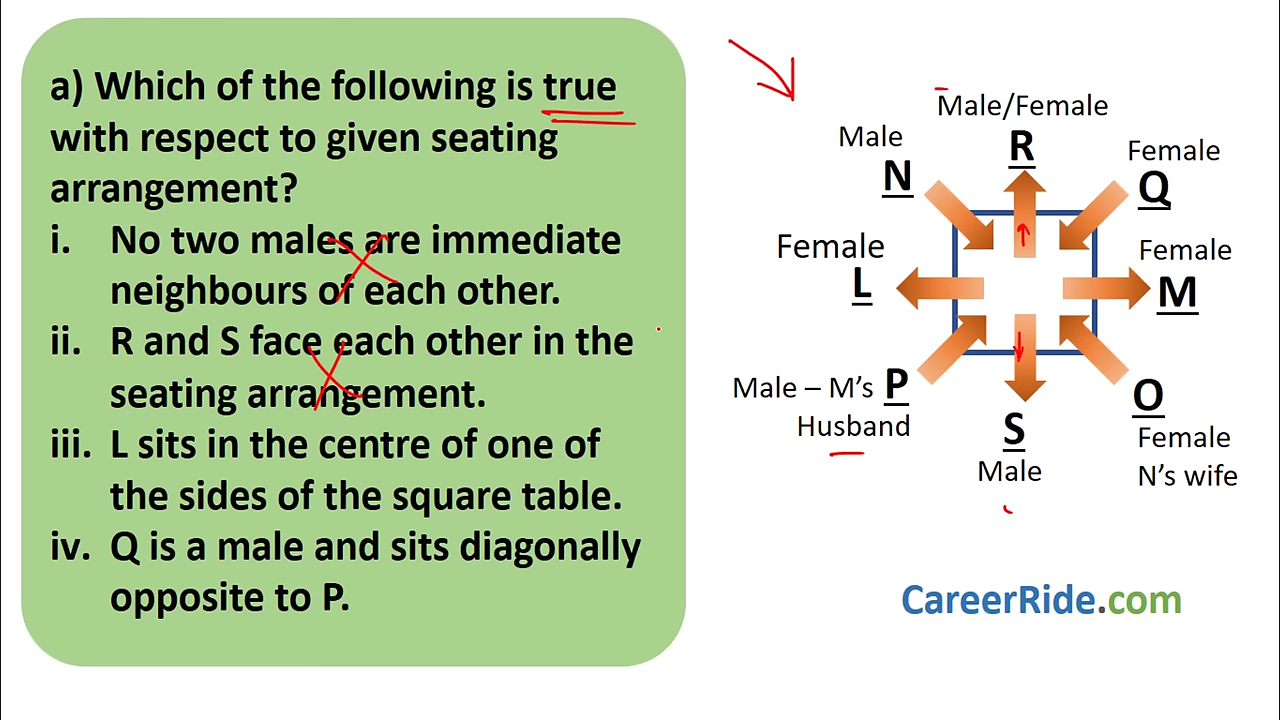 a) Which of the following is true
with respect to given seating
arrangement?
i. No two males are immediate
neighbours of each other.
ii. R and S face each other in the
seating arrangement.
iii. L sits in the centre of one of
the sides of the square table.
iv. Q is a male and sits diagonally
opposite to P.
Male/Female
R
Male
N
Female
Q
Female
L
Female
M
Male – M's P
Husband
S
Male
O
Female
N's wife
CareerRide.com